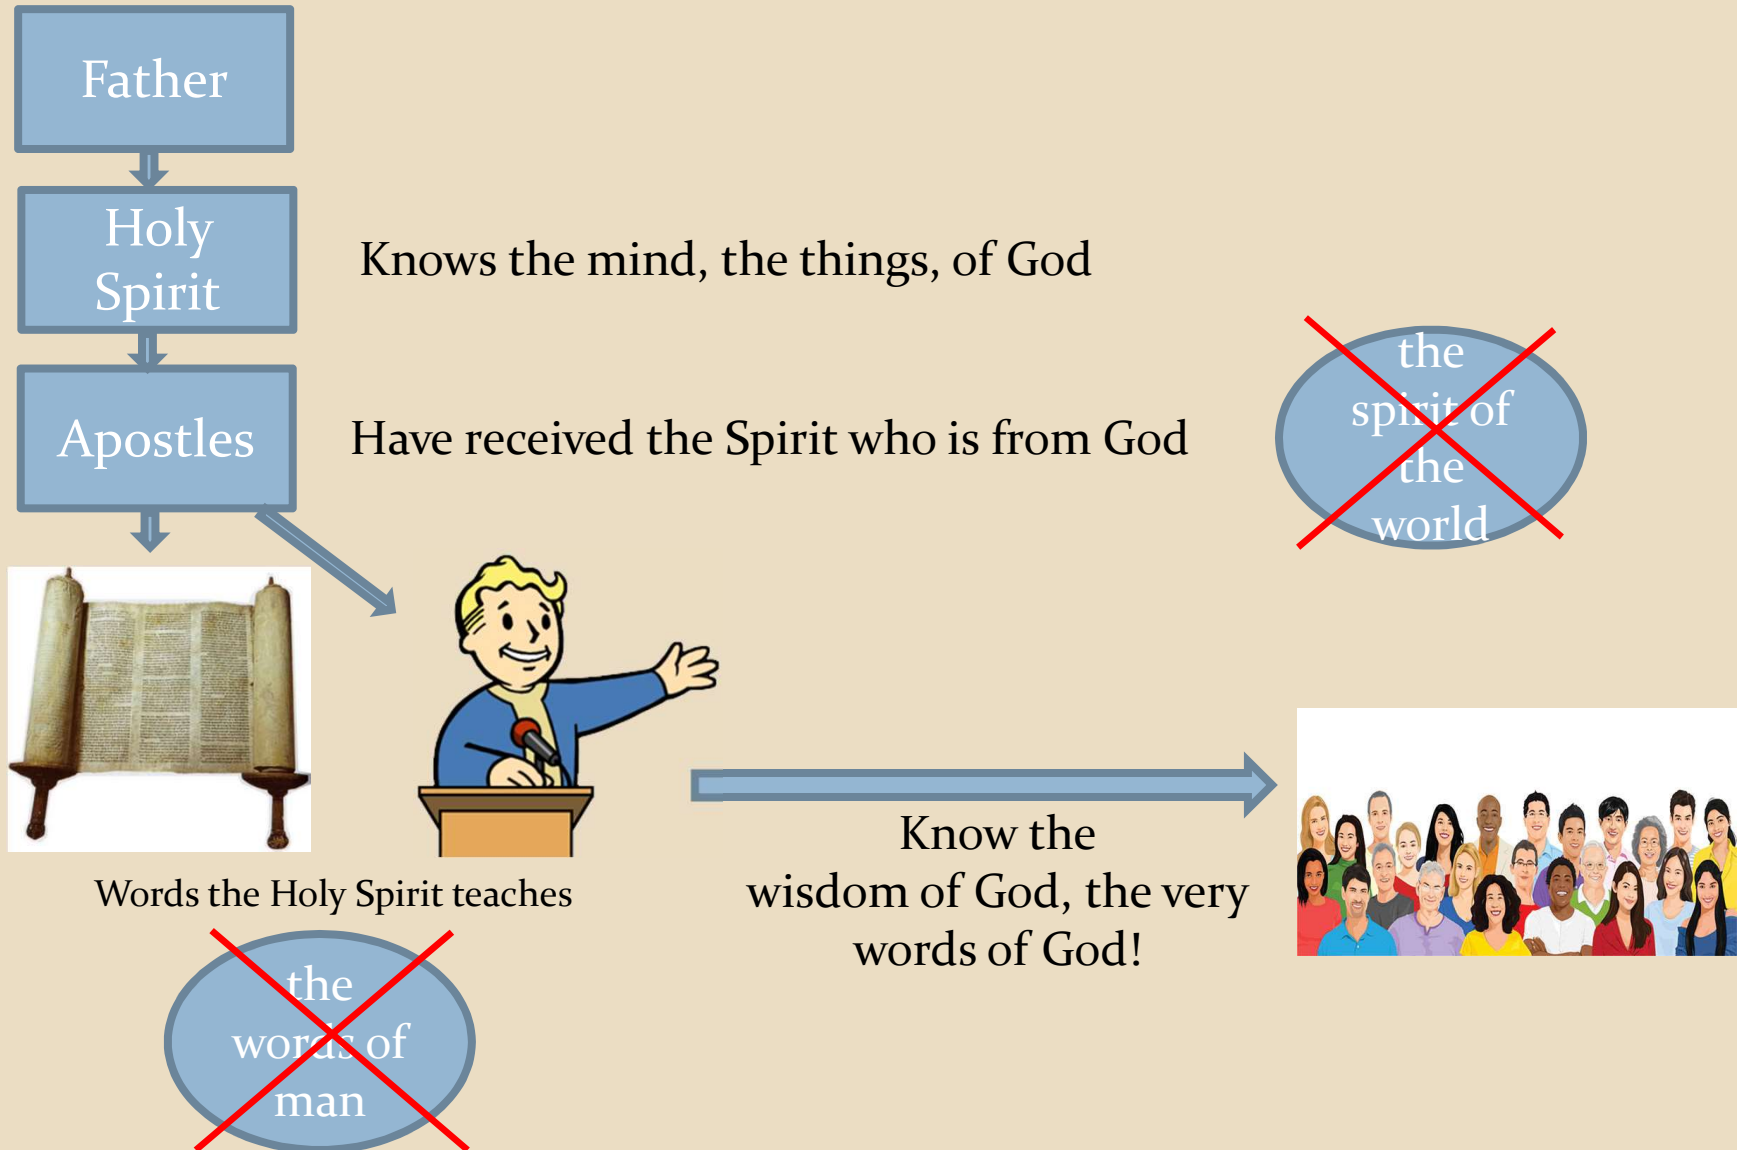 Father
Holy
Spirit
Knows the mind, the things, of God
Apostles
Have received the Spirit who is from God
the
spirit of
the
world
Words the Holy Spirit teaches
the
words of
man
Know the
wisdom of God, the very
words of God!